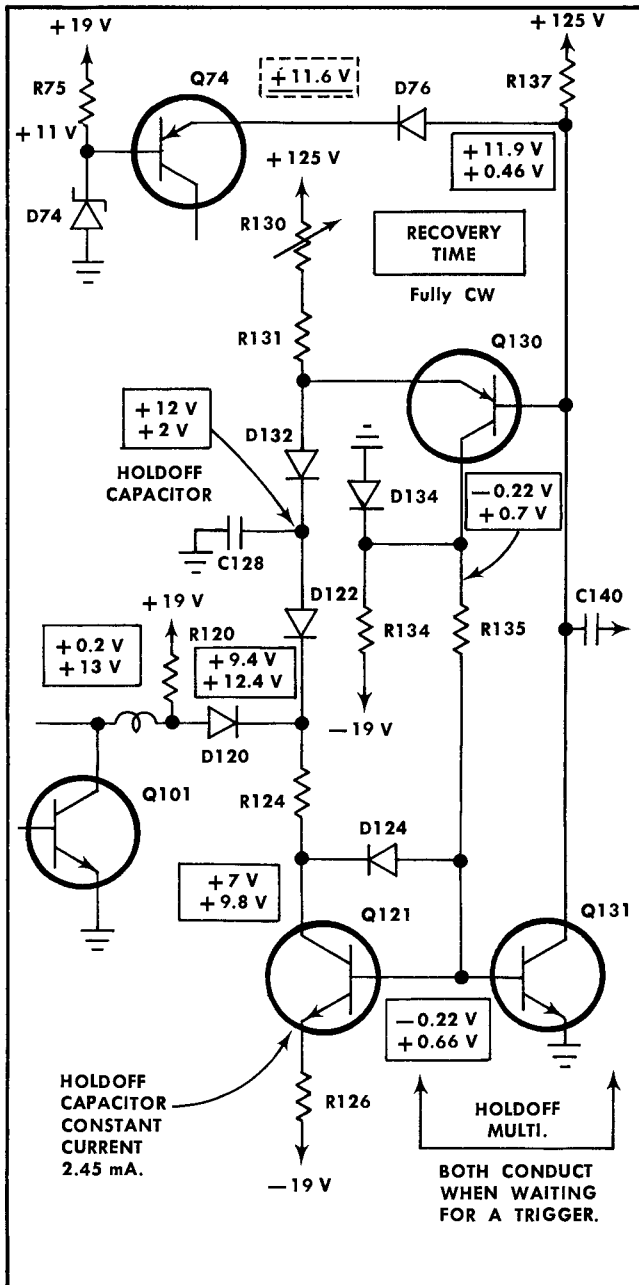 +19 V
+125 V
R75
Q74
+11.6 V
D76
R137
+11 V
+125 V
+11.9 V
+0.46 V
D74
R130
RECOVERY
TIME
Fully CW
R131
Q130
+12 V
+2 V
D132
HOLDOFF
CAPACITOR
D134
−0.22 V
+0.7 V
C128
+19 V
D122
C140
+0.2 V
+13 V
R120
+9.4 V
+12.4 V
R134
R135
−19 V
D120
Q101
R124
D124
+7 V
+9.8 V
Q121
Q131
−0.22 V
+0.66 V
HOLDOFF
CAPACITOR
CONSTANT
CURRENT
2.45 mA.
R126
HOLDOFF
MULTI.
−19 V
BOTH CONDUCT
WHEN WAITING
FOR A TRIGGER.